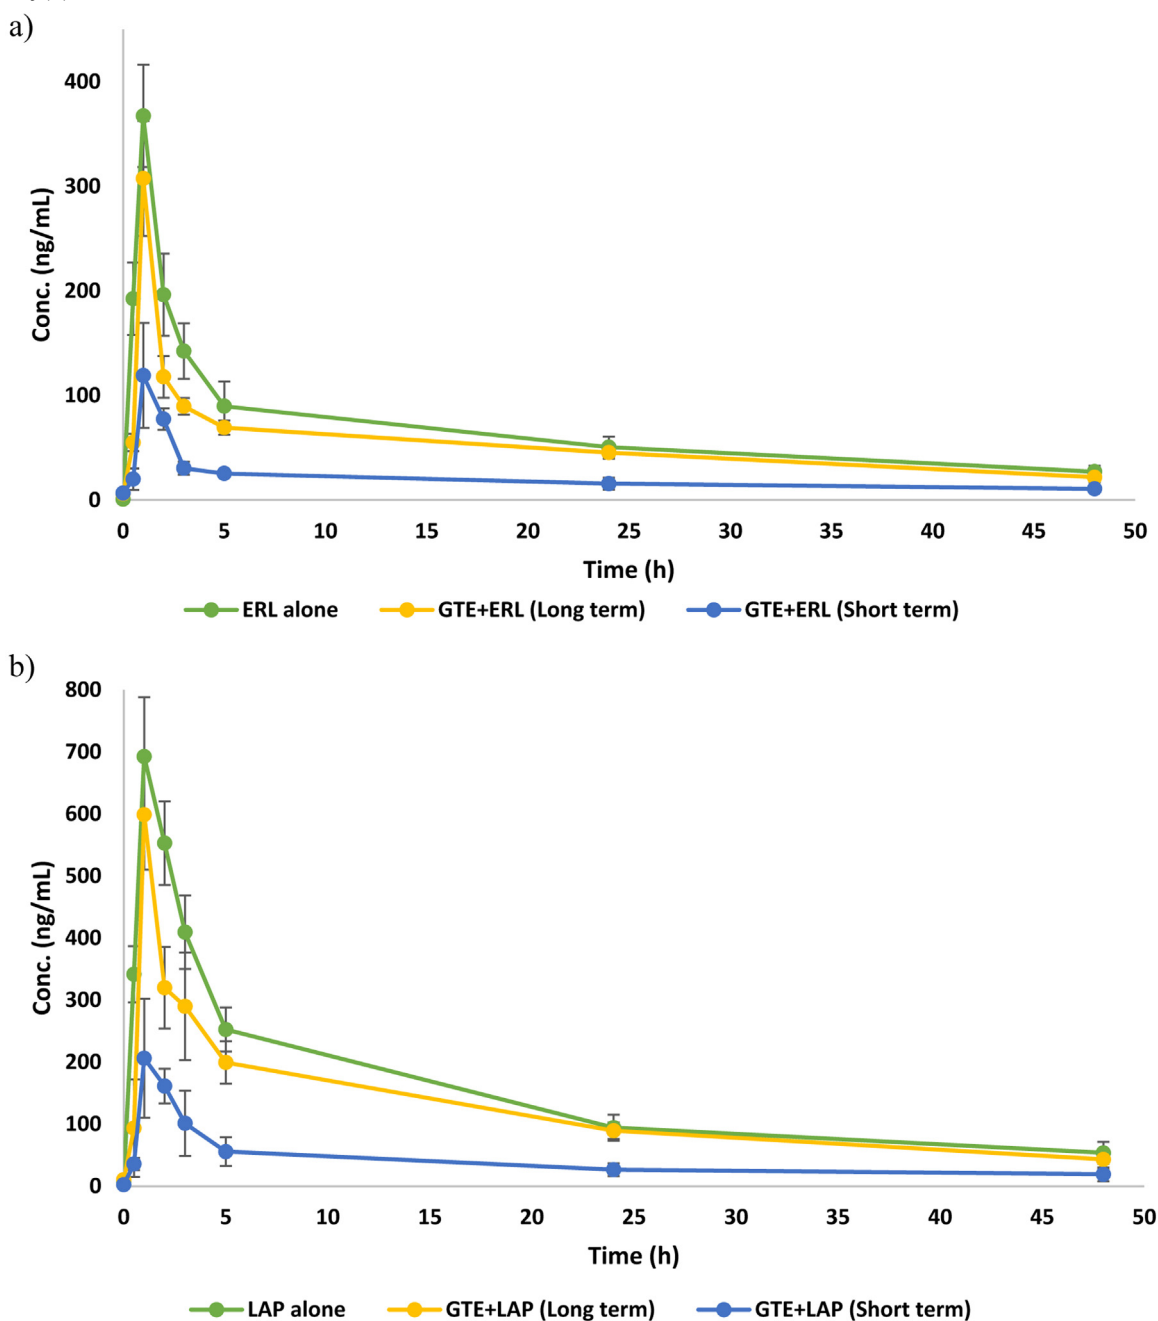 a)
400
300
200
100
0
Conc. (ng/mL)
0 5 10 15 20 25 30 35 40 45 50
Time (h)
ERL alone GTE+ERL (Long term) GTE+ERL (Short term)
b)
800
700
600
500
400
300
200
100
0
Conc. (ng/mL)
0 5 10 15 20 25 30 35 40 45 50
Time (h)
LAP alone GTE+LAP (Long term) GTE+LAP (Short term)